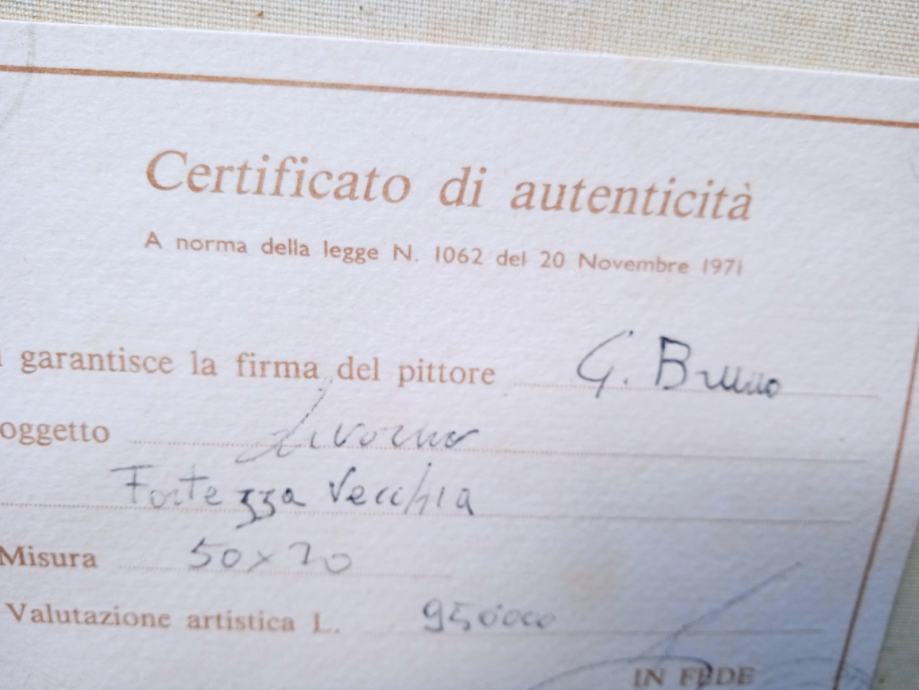 Certificato di autenticità
A norma della legge N. 1062 del 20 Novembre 1971
garantisce la firma del pittore G. Bruno
oggetto Livorno
Fortezza Vecchia
Misura 50x70
Valutazione artistica L. 950000
IN FEDE